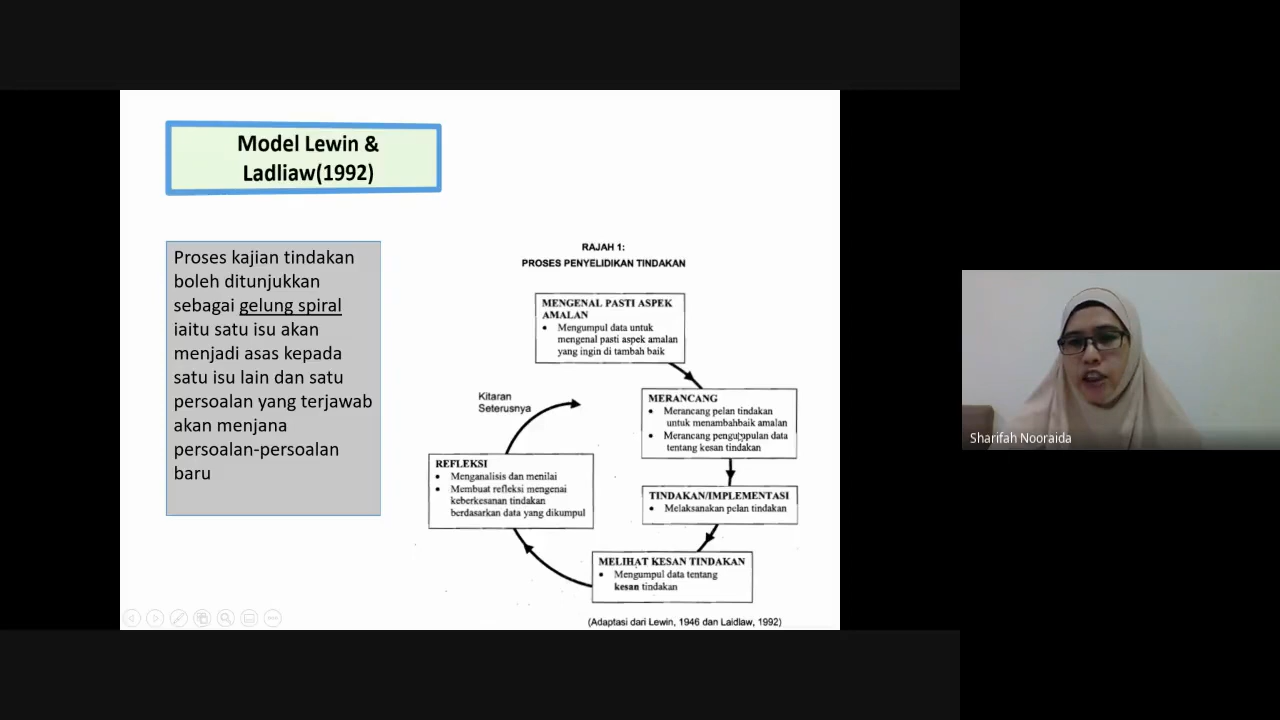 Model Lewin &
Ladliaw(1992)
Proses kajian tindakan
boleh ditunjukkan
sebagai gelung spiral
iaitu satu isu akan
menjadi asas kepada
satu isu lain dan satu
persoalan yang terjawab
akan menjana
persoalan-persoalan
baru
RAJAH 1:
PROSES PENYELIDIKAN TINDAKAN
MENGENAL PASTI ASPEK
AMALAN
• Mengumpul data untuk
mengenal pasti aspek amalan
yang ingin di tambah baik
MERANCANG
• Merancang pelan tindakan
untuk menambahbaik amalan
• Merancang pengumpulan data
tentang kesan tindakan
TINDAKAN/IMPLEMENTASI
• Melaksanakan pelan tindakan
MELIHAT KESAN TINDAKAN
• Mengumpul data tentang
kesan tindakan
REFLEKSI
• Menganalisis dan menilai
• Membuat refleksi mengenai
keberkesanan tindakan
berdasarkan data yang dikumpul
Kitaran
Seterusnya
(Adaptasi dari Lewin, 1946 dan Laidlaw, 1992)
Sharifah Nooraida